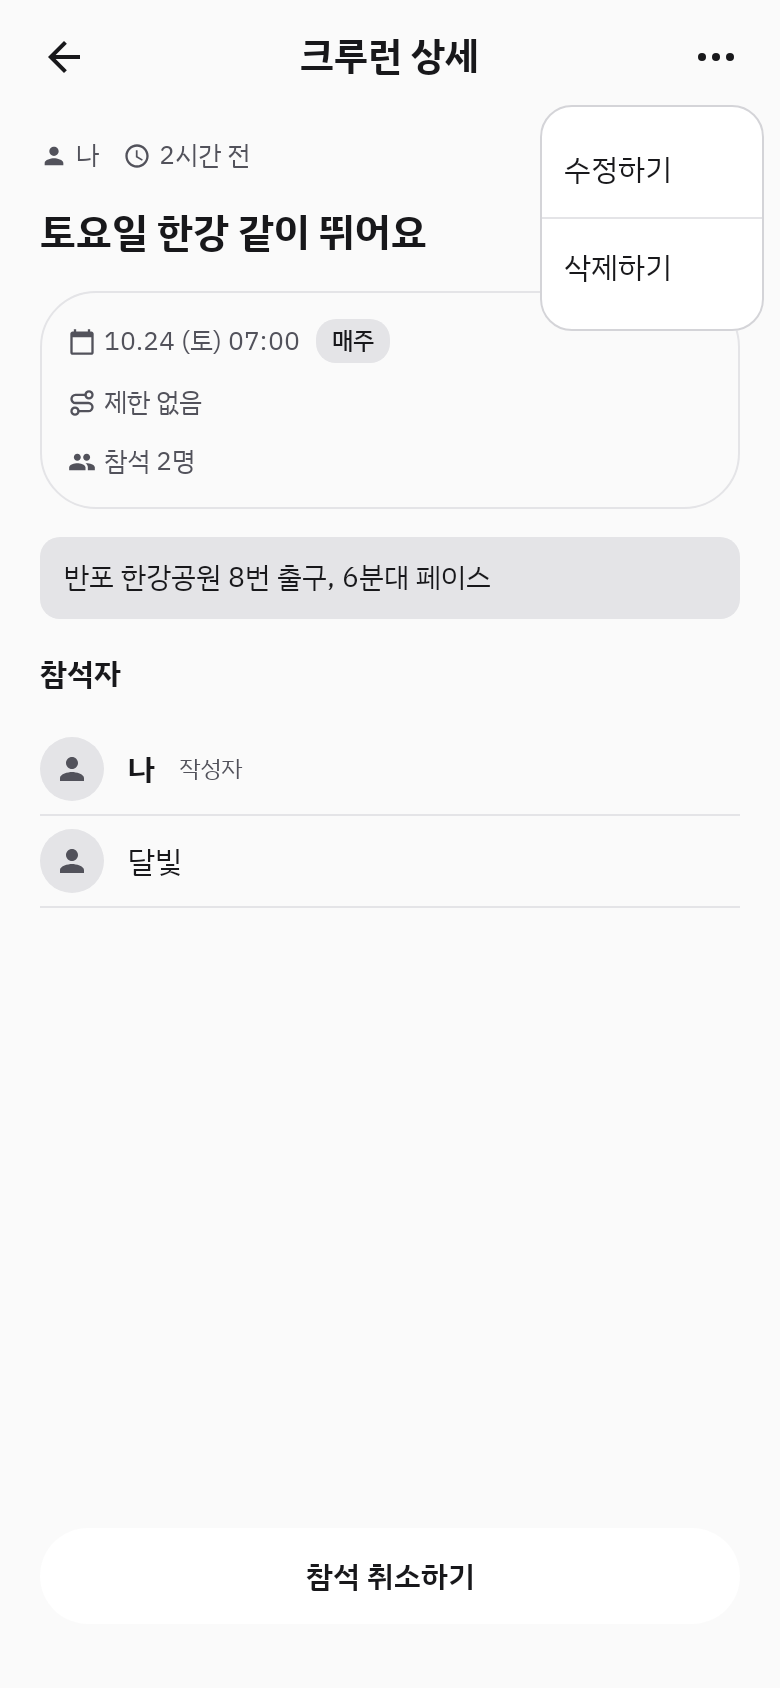 크루런 상세
수정하기
삭제하기
나 2시간 전
토요일 한강 같이 뛰어요
10.24 (토) 07:00 매주
제한 없음
참석 2명
반포 한강공원 8번 출구, 6분대 페이스
참석자
나 작성자
달빛
참석 취소하기